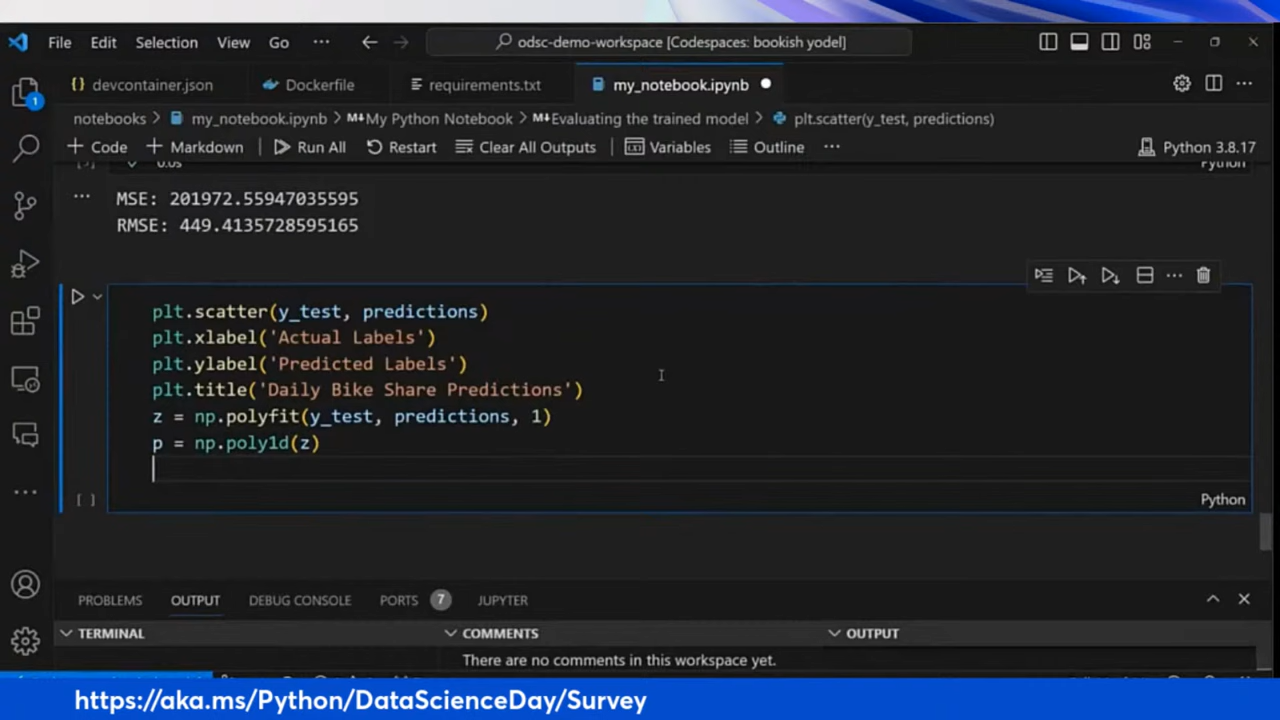 File Edit Selection View Go ··· odsc-demo-workspace [Codespaces: bookish yodel]
devcontainer.json Dockerfile requirements.txt my_notebook.ipynb
1
notebooks > my_notebook.ipynb > M↓My Python Notebook > M↓Evaluating the trained model > plt.scatter(y_test, predictions)
+ Code + Markdown Run All Restart Clear All Outputs Variables Outline ··· Python 3.8.17
0.0s Python
··· MSE: 201972.55947035595
RMSE: 449.4135728595165
plt.scatter(y_test, predictions)
plt.xlabel('Actual Labels')
plt.ylabel('Predicted Labels')
plt.title('Daily Bike Share Predictions')
z = np.polyfit(y_test, predictions, 1)
p = np.poly1d(z)
[ ] Python
PROBLEMS OUTPUT DEBUG CONSOLE PORTS 7 JUPYTER
TERMINAL COMMENTS OUTPUT
There are no comments in this workspace yet.
https://aka.ms/Python/DataScienceDay/Survey